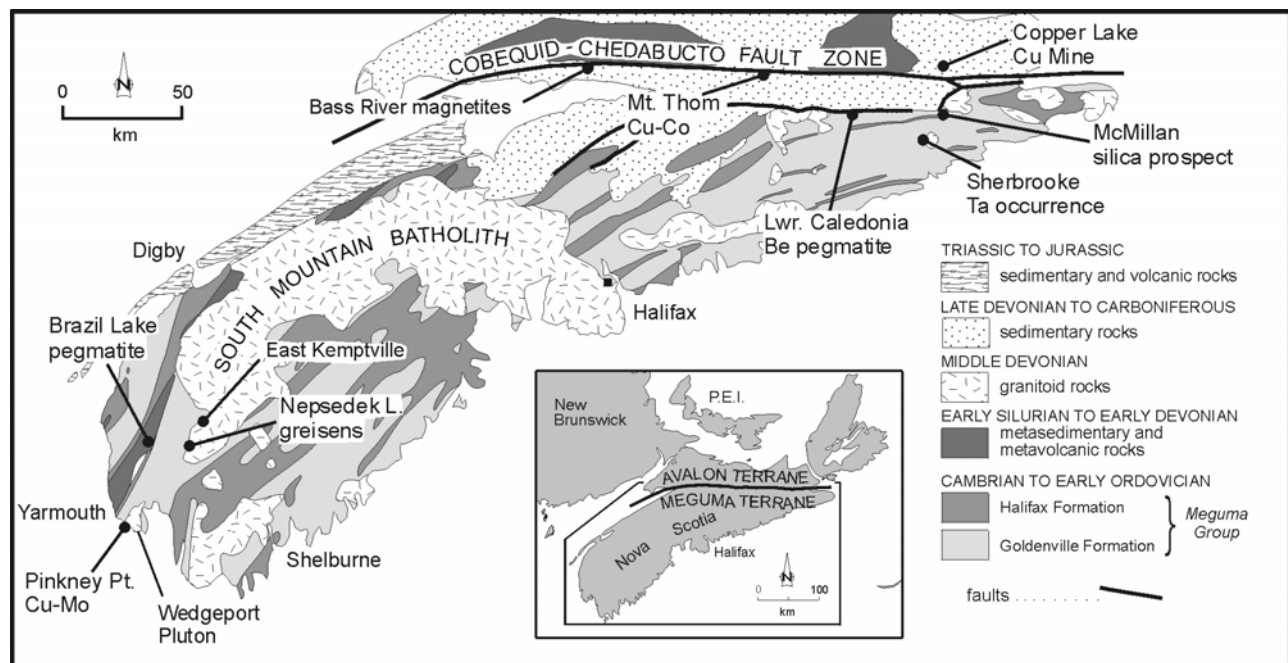 COBEQUID - CHEDABUCTO FAULT ZONE
Copper Lake
Cu Mine
N
0 50
km
Bass River magnetites
Mt. Thom
Cu-Co
McMillan
silica prospect
Sherbrooke
Ta occurrence
Lwr. Caledonia
Be pegmatite
Digby
SOUTH MOUNTAIN BATHOLITH
Halifax
Brazil Lake
pegmatite
East Kemptville
Nepsedek L.
greisens
Yarmouth
Shelburne
Pinkney Pt.
Cu-Mo
Wedgeport
Pluton
New
Brunswick
P.E.I.
AVALON TERRANE
MEGUMA TERRANE
Nova Scotia
Halifax
N
0 100
km
TRIASSIC TO JURASSIC
sedimentary and volcanic rocks
LATE DEVONIAN TO CARBONIFEROUS
sedimentary rocks
MIDDLE DEVONIAN
granitoid rocks
EARLY SILURIAN TO EARLY DEVONIAN
metasedimentary and
metavolcanic rocks
CAMBRIAN TO EARLY ORDOVICIAN
Halifax Formation
Goldenville Formation
Meguma
Group
faults . . . . . . . . .